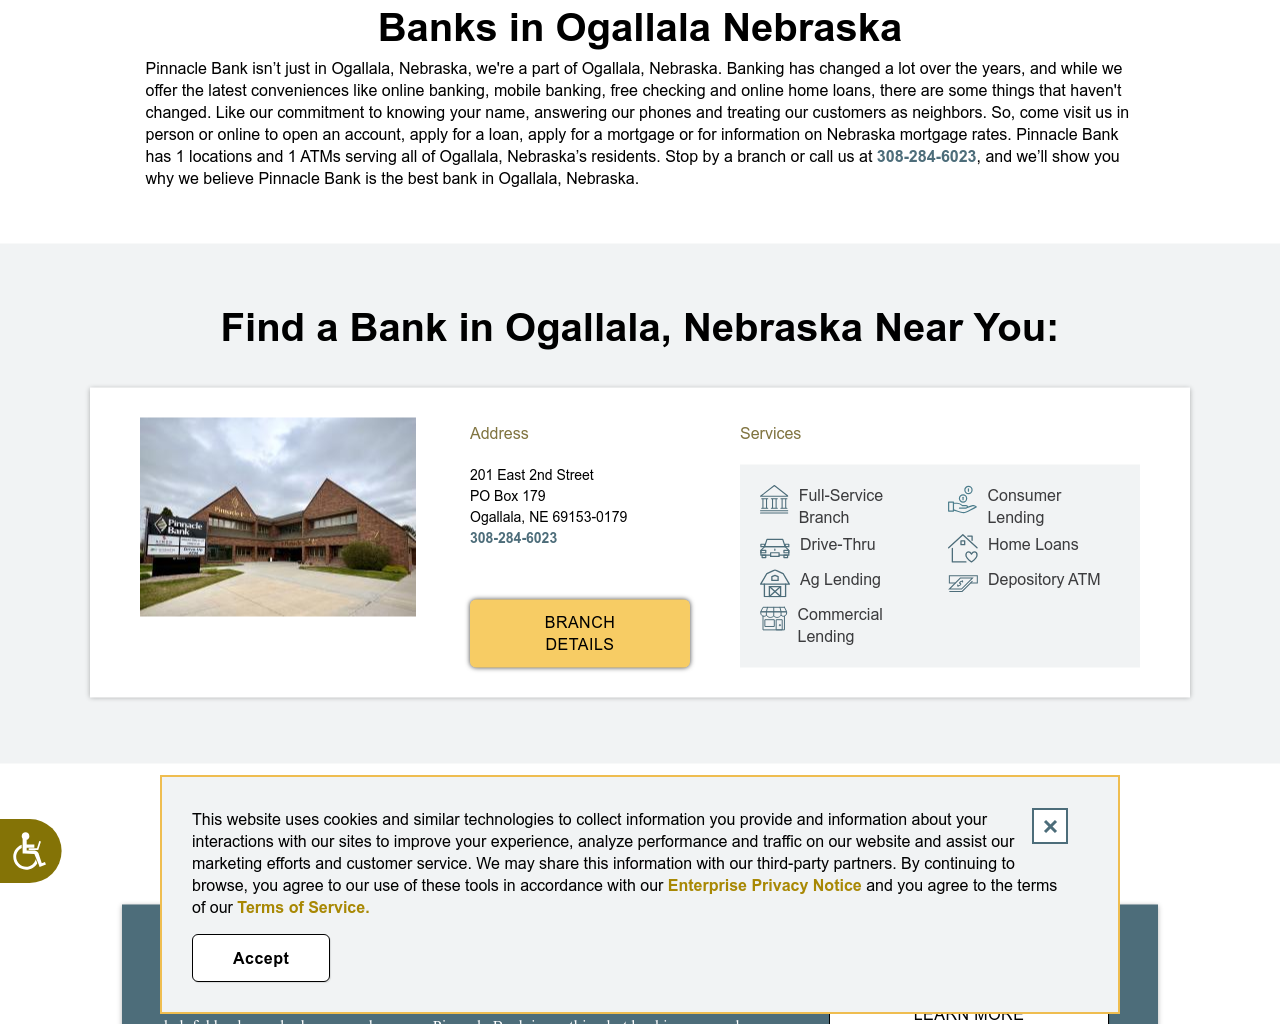 Banks in Ogallala Nebraska
Pinnacle Bank isn’t just in Ogallala, Nebraska, we're a part of Ogallala, Nebraska. Banking has changed a lot over the years, and while we
offer the latest conveniences like online banking, mobile banking, free checking and online home loans, there are some things that haven't
changed. Like our commitment to knowing your name, answering our phones and treating our customers as neighbors. So, come visit us in
person or online to open an account, apply for a loan, apply for a mortgage or for information on Nebraska mortgage rates. Pinnacle Bank
has 1 locations and 1 ATMs serving all of Ogallala, Nebraska’s residents. Stop by a branch or call us at 308-284-6023, and we’ll show you
why we believe Pinnacle Bank is the best bank in Ogallala, Nebraska.
Find a Bank in Ogallala, Nebraska Near You:
Pinnacle
Bank
Address
201 East 2nd Street
PO Box 179
Ogallala, NE 69153-0179
308-284-6023
BRANCH
DETAILS
Services
Full-Service
Branch
Drive-Thru
Ag Lending
Commercial
Lending
Consumer
Lending
Home Loans
Depository ATM
This website uses cookies and similar technologies to collect information you provide and information about your
interactions with our sites to improve your experience, analyze performance and traffic on our website and assist our
marketing efforts and customer service. We may share this information with our third-party partners. By continuing to
browse, you agree to our use of these tools in accordance with our Enterprise Privacy Notice and you agree to the terms
of our Terms of Service.
Accept
LEARN MORE